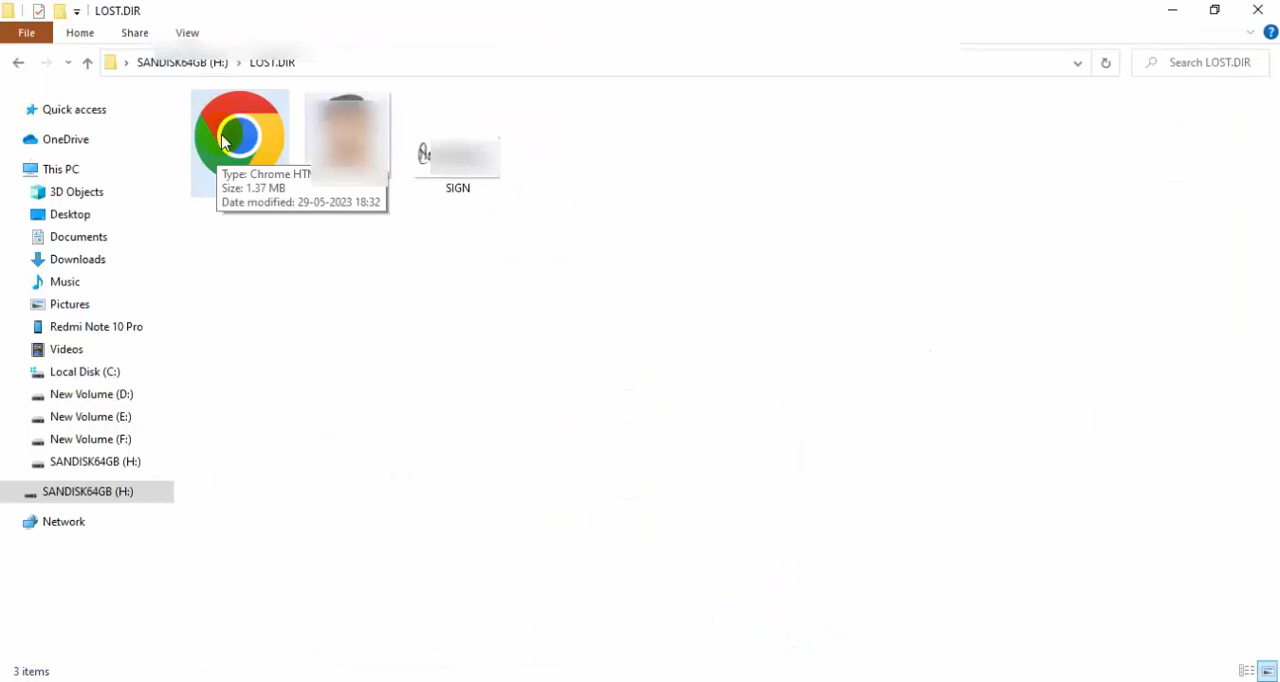 LOST.DIR
File Home Share View
SANDISK64GB (H:) › LOST.DIR
Search LOST.DIR
Quick access
OneDrive
This PC
3D Objects
Desktop
Documents
Downloads
Music
Pictures
Redmi Note 10 Pro
Videos
Local Disk (C:)
New Volume (D:)
New Volume (E:)
New Volume (F:)
SANDISK64GB (H:)
SANDISK64GB (H:)
Network
Type: Chrome HTM
Size: 1.37 MB
Date modified: 29-05-2023 18:32
SIGN
3 items